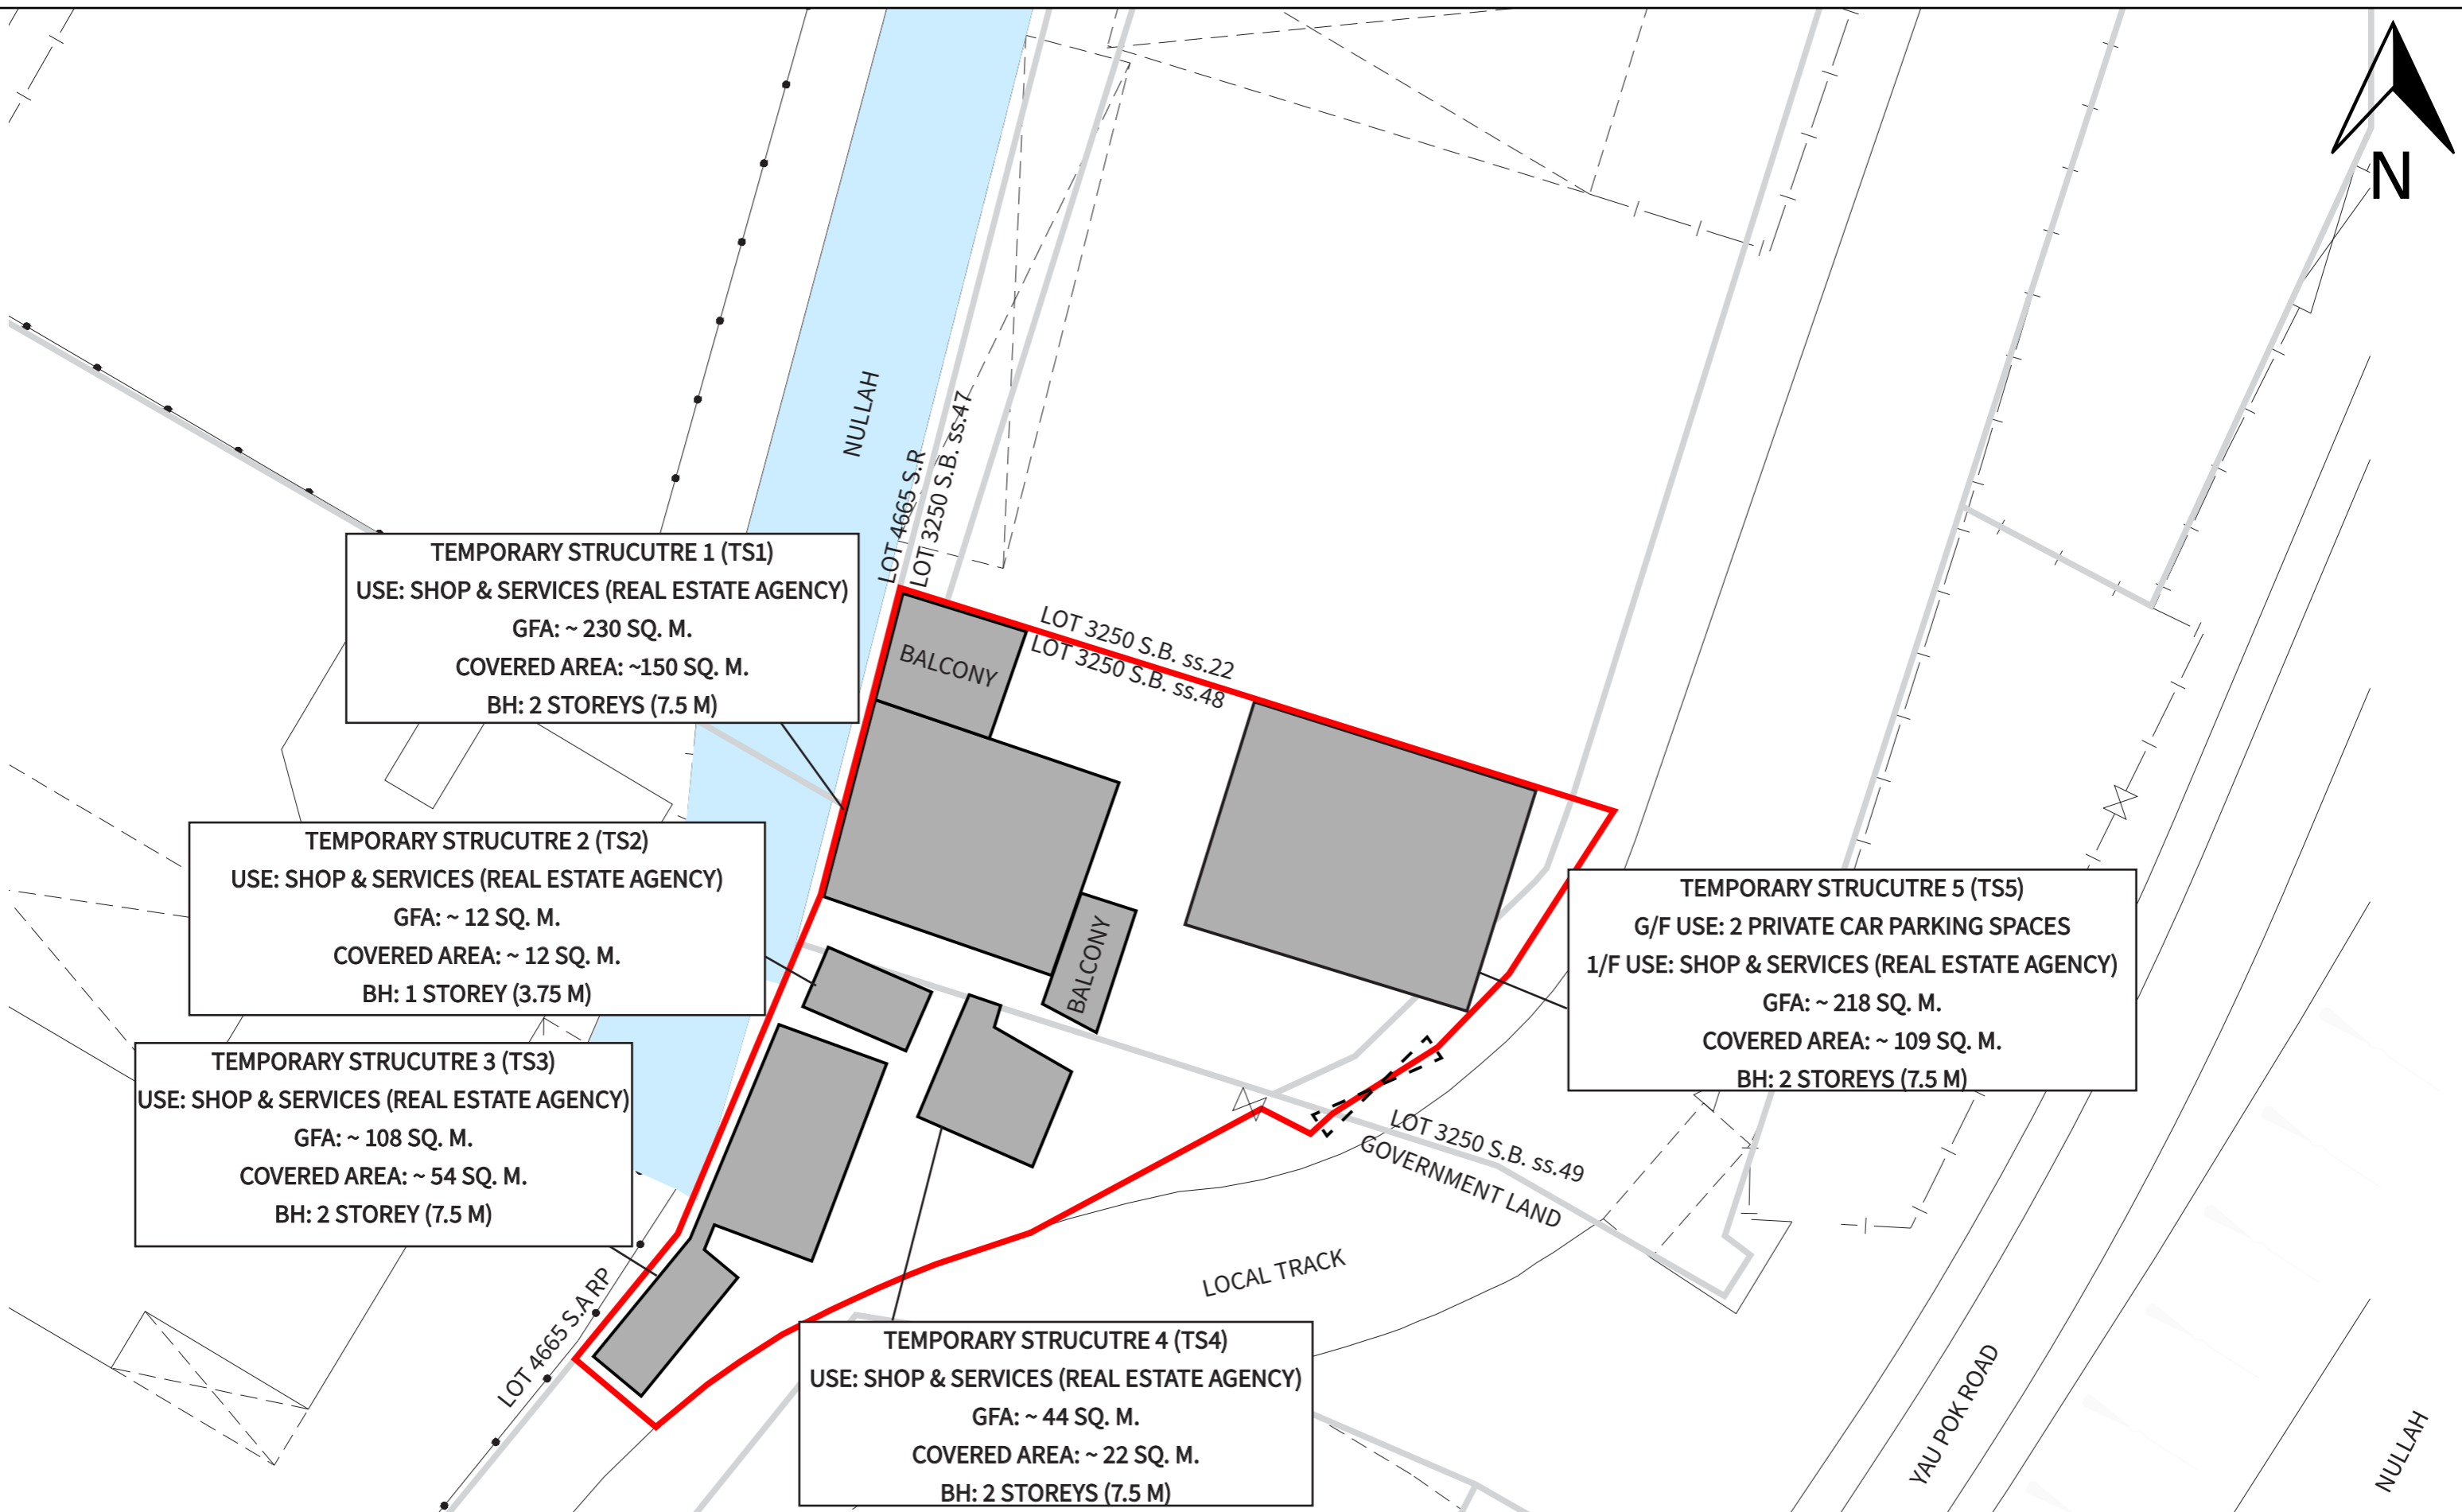 N
NULLAH
LOT 4665 S.R
LOT 3250 S.B. ss.47
TEMPORARY STRUCUTRE 1 (TS1)
USE: SHOP & SERVICES (REAL ESTATE AGENCY)
GFA: ~ 230 SQ. M.
COVERED AREA: ~150 SQ. M.
BH: 2 STOREYS (7.5 M)
LOT 3250 S.B. ss.22
LOT 3250 S.B. ss.48
BALCONY
TEMPORARY STRUCUTRE 2 (TS2)
USE: SHOP & SERVICES (REAL ESTATE AGENCY)
GFA: ~ 12 SQ. M.
COVERED AREA: ~ 12 SQ. M.
BH: 1 STOREY (3.75 M)
BALCONY
TEMPORARY STRUCUTRE 5 (TS5)
G/F USE: 2 PRIVATE CAR PARKING SPACES
1/F USE: SHOP & SERVICES (REAL ESTATE AGENCY)
GFA: ~ 218 SQ. M.
COVERED AREA: ~ 109 SQ. M.
BH: 2 STOREYS (7.5 M)
TEMPORARY STRUCUTRE 3 (TS3)
USE: SHOP & SERVICES (REAL ESTATE AGENCY)
GFA: ~ 108 SQ. M.
COVERED AREA: ~ 54 SQ. M.
BH: 2 STOREY (7.5 M)
LOT 3250 S.B. ss.49
GOVERNMENT LAND
LOCAL TRACK
LOT 4665 S.A RP
TEMPORARY STRUCUTRE 4 (TS4)
USE: SHOP & SERVICES (REAL ESTATE AGENCY)
GFA: ~ 44 SQ. M.
COVERED AREA: ~ 22 SQ. M.
BH: 2 STOREYS (7.5 M)
YAU POK ROAD
NULLAH